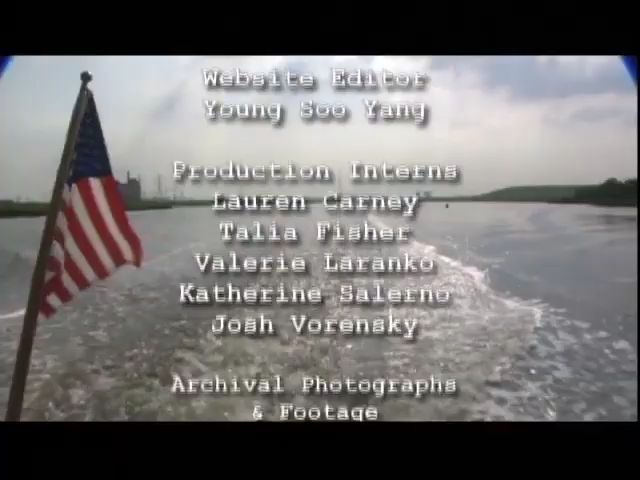 Website Editor
Young Soo Yang
Production Interns
Lauren Carney
Talia Fisher
Valerie Laranko
Katherine Salerno
Josh Vorensky
Archival Photographs
& Footage